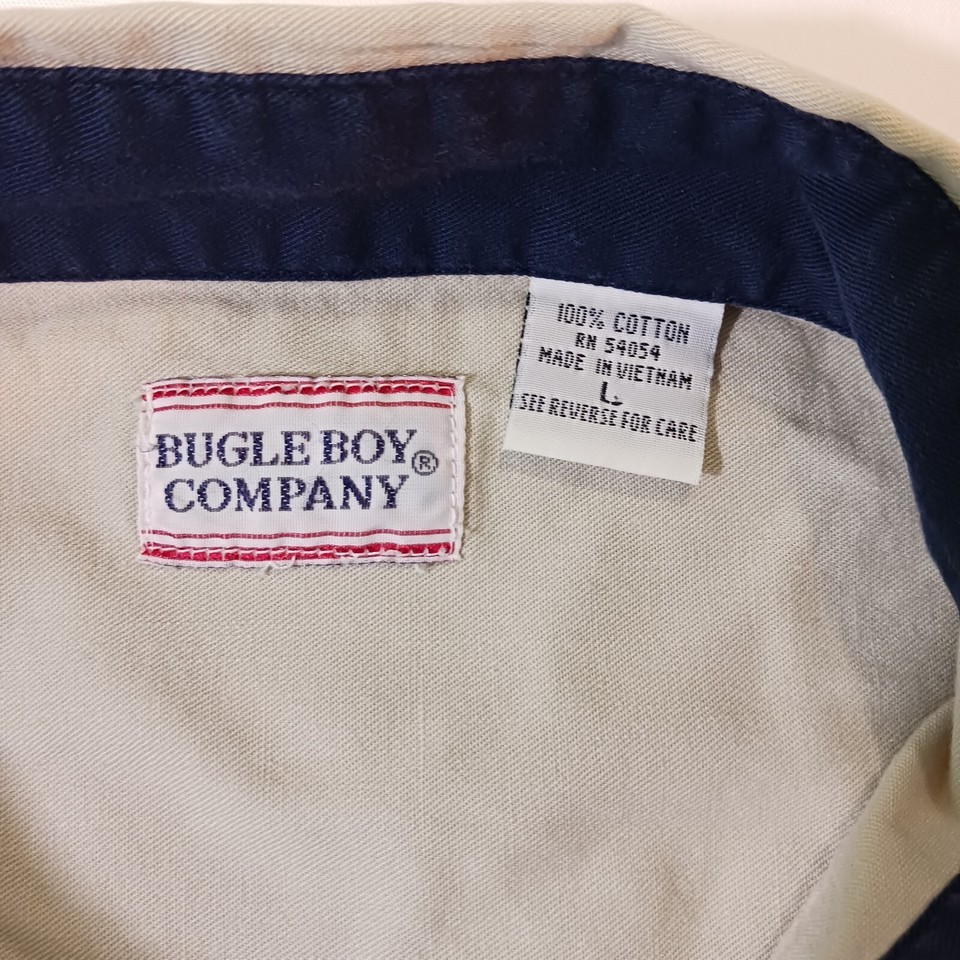 BUGLE BOY®
COMPANY
100% COTTON
RN 54054
MADE IN VIETNAM
L
SEE REVERSE FOR CARE